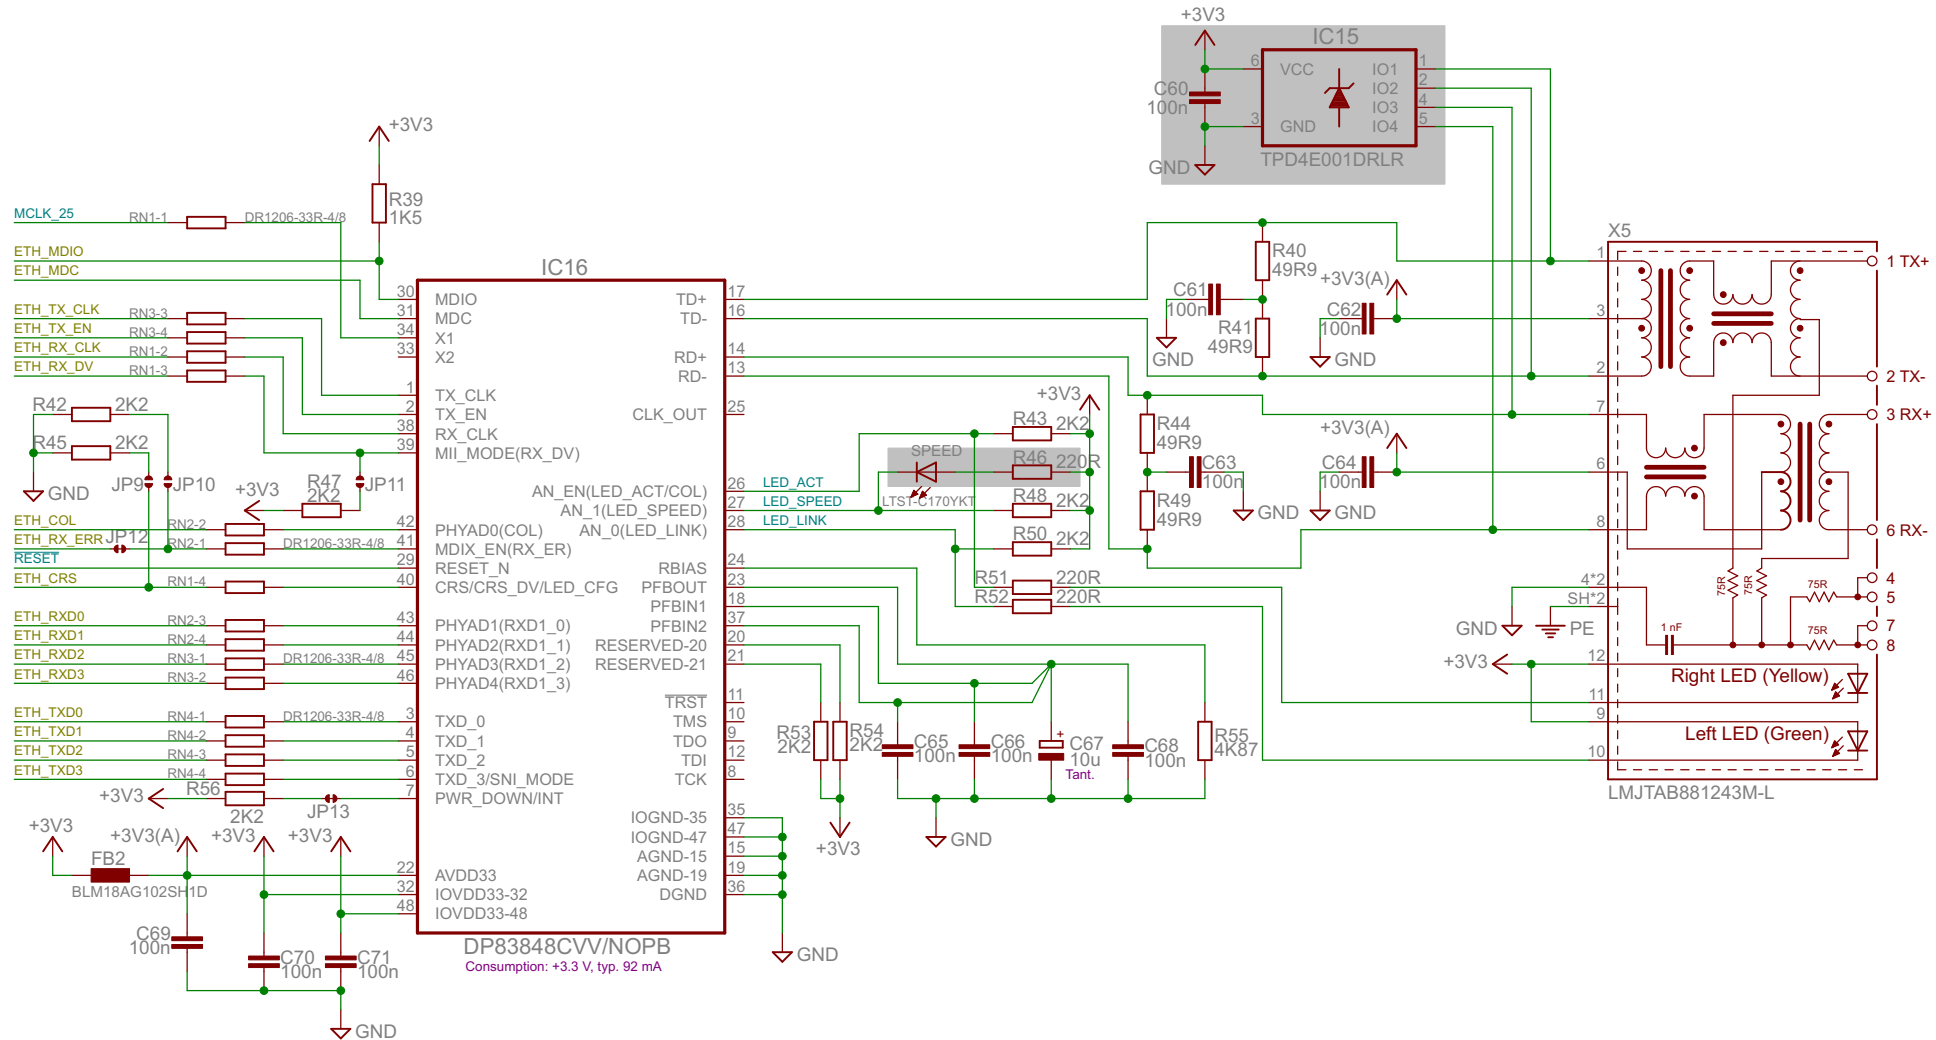 +3V3
IC15
6 VCC IO1 1
IO2 2
C60
100n
IO3 4
3 GND IO4 5
GND
TPD4E001DRLR
+3V3
R39
1K5
MCLK_25 RN1-1 DR1206-33R-4/8
ETH_MDIO
ETH_MDC
ETH_TX_CLK RN3-3
ETH_TX_EN RN3-4
ETH_RX_CLK RN1-2
ETH_RX_DV RN1-3
R42 2K2
R45 2K2
GND
JP9
JP10
+3V3
R47
2K2
JP11
ETH_COL RN2-2
ETH_RX_ERR JP12 RN2-1 DR1206-33R-4/8
RESET
ETH_CRS RN1-4
ETH_RXD0 RN2-3
ETH_RXD1 RN2-4
ETH_RXD2 RN3-1 DR1206-33R-4/8
ETH_RXD3 RN3-2
ETH_TXD0 RN4-1 DR1206-33R-4/8
ETH_TXD1 RN4-2
ETH_TXD2 RN4-3
ETH_TXD3 RN4-4
+3V3
R56
2K2
JP13
+3V3
+3V3(A)
+3V3
+3V3
FB2
BLM18AG102SH1D
C69
100n
C70
100n
C71
100n
GND
IC16
30 MDIO
31 MDC
34 X1
33 X2
1 TX_CLK
2 TX_EN
38 RX_CLK
39 MII_MODE(RX_DV)
42 PHYAD0(COL)
41 MDIX_EN(RX_ER)
29 RESET_N
40 CRS/CRS_DV/LED_CFG
43 PHYAD1(RXD1_0)
44 PHYAD2(RXD1_1)
45 PHYAD3(RXD1_2)
46 PHYAD4(RXD1_3)
3 TXD_0
4 TXD_1
5 TXD_2
6 TXD_3/SNI_MODE
7 PWR_DOWN/INT
22 AVDD33
32 IOVDD33-32
48 IOVDD33-48
TD+ 17
TD- 16
RD+ 14
RD- 13
CLK_OUT 25
AN_EN(LED_ACT/COL) 26 LED_ACT
AN_1(LED_SPEED) 27 LED_SPEED
AN_0(LED_LINK) 28 LED_LINK
RBIAS 24
PFBOUT 23
PFBIN1 18
PFBIN2 37
RESERVED-20 20
RESERVED-21 21
TRST 11
TMS 10
TDO 9
TDI 12
TCK 8
IOGND-35 35
IOGND-47 47
AGND-15 15
AGND-19 19
DGND 36
DP83848CVV/NOPB
Consumption: +3.3 V, typ. 92 mA
GND
+3V3
R43 2K2
SPEED
R46 220R
LTST-C170YKT
R48 2K2
R50 2K2
R51 220R
R52 220R
R53
2K2
R54
2K2
+3V3
C65
100n
C66
100n
C67
10u
+
Tant.
C68
100n
R55
4K87
GND
R40
49R9
C61
100n
GND
R41
49R9
+3V3(A)
C62
100n
GND
R44
49R9
C63
100n
GND
R49
49R9
+3V3(A)
C64
100n
GND
X5
1
3
2
7
6
8
4*2
SH*2
GND
PE
+3V3
12
11
9
10
1 TX+
2 TX-
3 RX+
6 RX-
4
5
7
8
75R
75R
75R
75R
1 nF
Right LED (Yellow)
Left LED (Green)
LMJTAB881243M-L